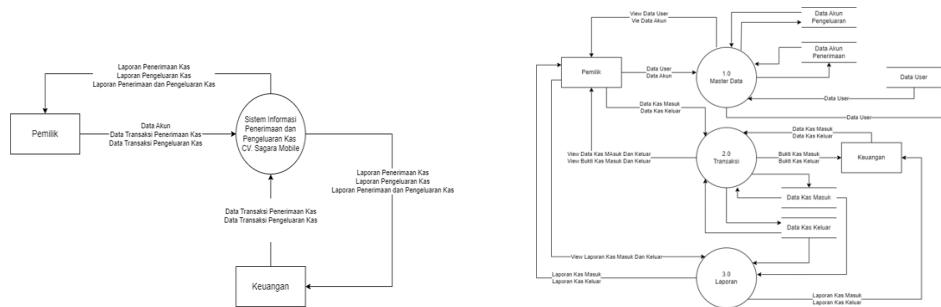 Laporan Penerimaan Kas
Laporan Pengeluaran Kas
Laporan Penerimaan dan Pengeluaran Kas
Pemilik
Data Akun
Data Transaksi Penerimaan Kas
Data Transaksi Pengeluaran Kas
Sistem Informasi
Penerimaan dan
Pengeluaran Kas
CV. Sagara Mobile
Laporan Penerimaan Kas
Laporan Pengeluaran Kas
Laporan Penerimaan dan Pengeluaran Kas
Data Transaksi Penerimaan Kas
Data Transaksi Pengeluaran Kas
Keuangan
View Data User
Vie Data Akun
Data Akun
Pengeluaran
Data Akun
Penerimaan
Pemilik
Data User
Data Akun
1.0
Master Data
Data User
Data User
Data User
Data Kas Masuk
Data Kas Keluar
View Data Kas MAsuk Dan Keluar
View Bukti Kas Masuk Dan Keluar
2.0
Transaksi
Data Kas Masuk
Data Kas Keluar
Bukti Kas Masuk
Bukti Kas Keluar
Keuangan
Data Kas Masuk
Data Kas Keluar
View Laporan Kas Masuk Dan Keluar
Laporan Kas Masuk
Laporan Kas Keluar
3.0
Laporan
Laporan Kas Masuk
Laporan Kas Keluar